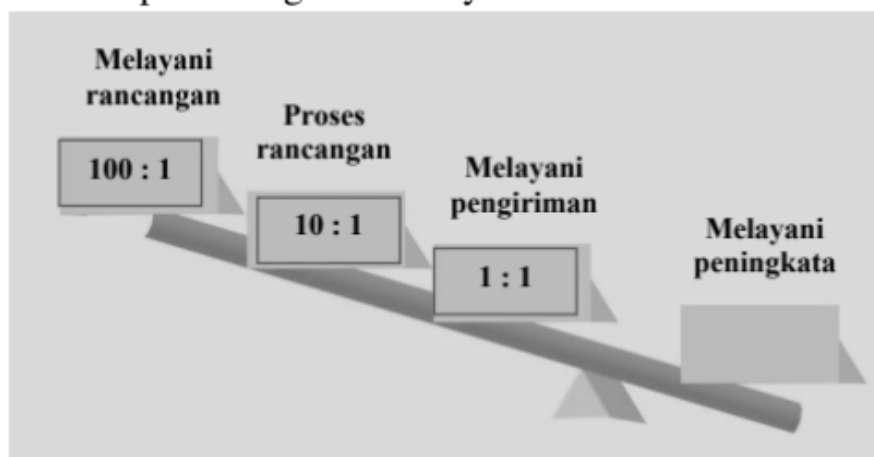 Melayani
rancangan
100 : 1
Proses
rancangan
10 : 1
Melayani
pengiriman
1 : 1
Melayani
peningkata